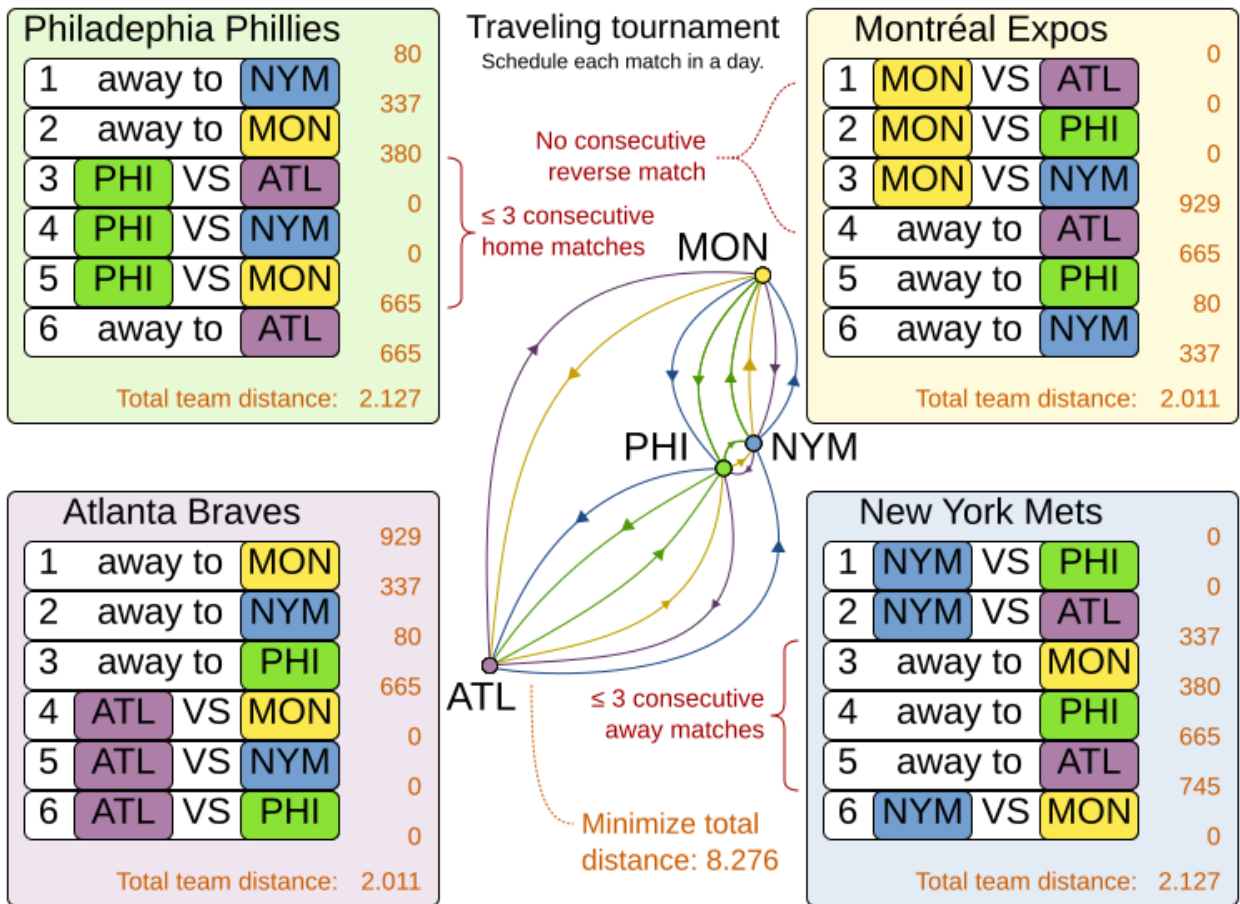 Philadephia Phillies
80
1 away to NYM
337
2 away to MON
380
3 PHI VS ATL
0
4 PHI VS NYM
0
5 PHI VS MON
665
6 away to ATL
665
Total team distance: 2.127
Traveling tournament
Schedule each match in a day.
No consecutive
reverse match
≤ 3 consecutive
home matches
Montréal Expos
0
1 MON VS ATL
0
2 MON VS PHI
0
3 MON VS NYM
929
4 away to ATL
665
5 away to PHI
80
6 away to NYM
337
Total team distance: 2.011
MON
PHI
NYM
ATL
Atlanta Braves
929
1 away to MON
337
2 away to NYM
80
3 away to PHI
665
4 ATL VS MON
0
5 ATL VS NYM
0
6 ATL VS PHI
0
Total team distance: 2.011
≤ 3 consecutive
away matches
Minimize total
distance: 8.276
New York Mets
0
1 NYM VS PHI
0
2 NYM VS ATL
337
3 away to MON
380
4 away to PHI
665
5 away to ATL
745
6 NYM VS MON
0
Total team distance: 2.127